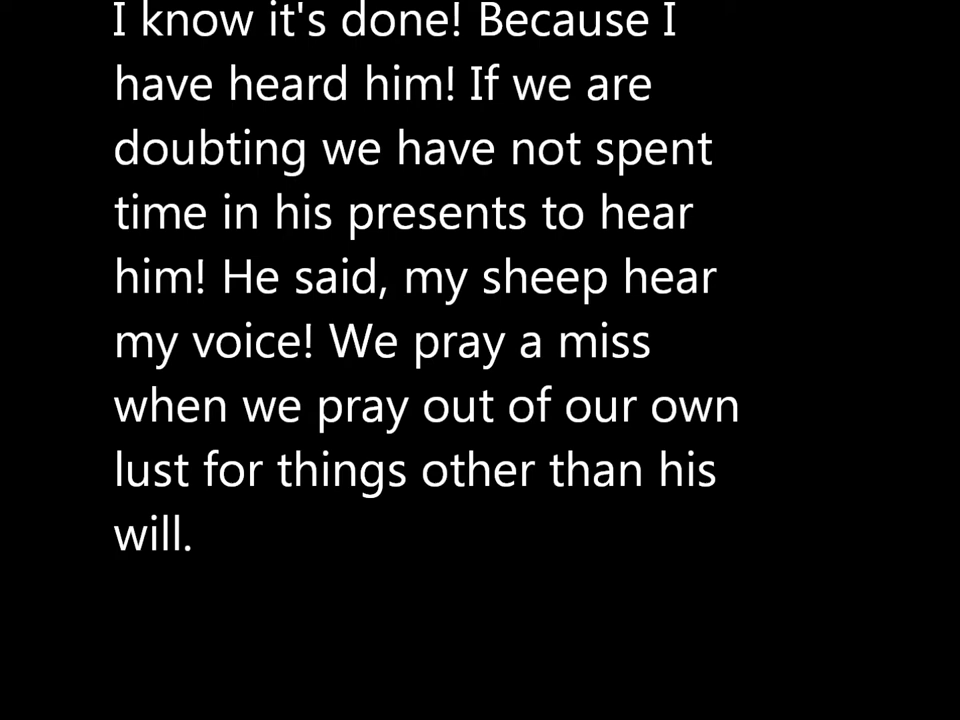 I know it's done! Because I
have heard him! If we are
doubting we have not spent
time in his presents to hear
him! He said, my sheep hear
my voice! We pray a miss
when we pray out of our own
lust for things other than his
will.